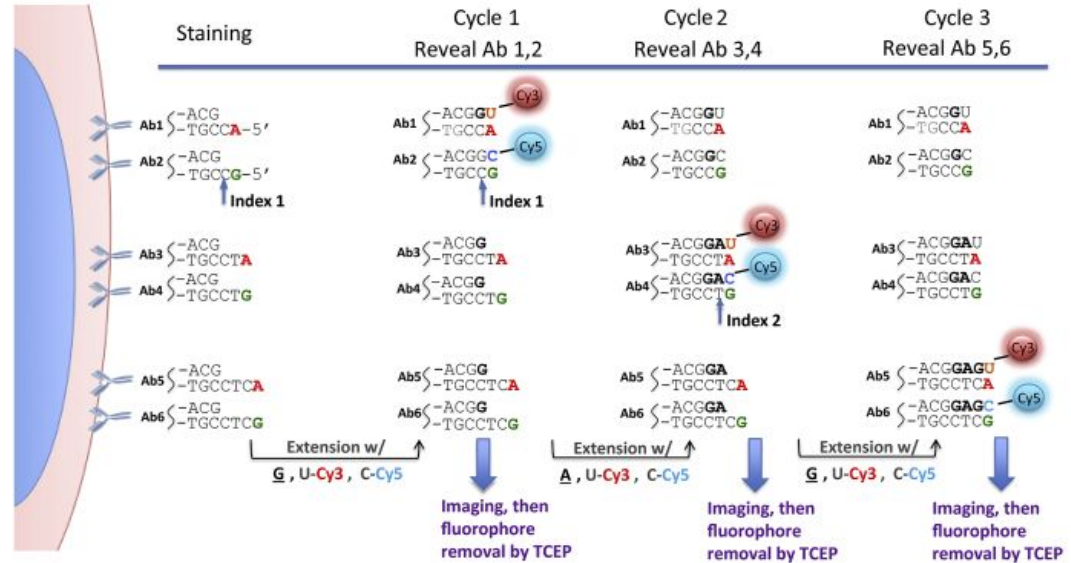 Staining
Cycle 1
Reveal Ab 1,2
Cycle 2
Reveal Ab 3,4
Cycle 3
Reveal Ab 5,6
Ab1
-ACG
-TGCCA-5'
Ab2
-ACG
-TGCCG-5'
Index 1
Ab3
-ACG
-TGCCTA
Ab4
-ACG
-TGCCTG
Ab5
-ACG
-TGCCTCA
Ab6
-ACG
-TGCCTCG
Ab1
-ACGGU
Cy3
-TGCCA
Ab2
-ACGGC
Cy5
-TGCCG
Index 1
Ab3
-ACGG
-TGCCTA
Ab4
-ACGG
-TGCCTG
Ab5
-ACGG
-TGCCTCA
Ab6
-ACGG
-TGCCTCG
Ab1
-ACGGU
-TGCCA
Ab2
-ACGGC
-TGCCG
Ab3
-ACGGAU
Cy3
-TGCCTA
Ab4
-ACGGAC
Cy5
-TGCCTG
Index 2
Ab5
-ACGGA
-TGCCTCA
Ab6
-ACGGA
-TGCCTCG
Ab1
-ACGGU
-TGCCA
Ab2
-ACGGC
-TGCCG
Ab3
-ACGGAU
-TGCCTA
Ab4
-ACGGAC
-TGCCTG
Ab5
-ACGGAGU
Cy3
-TGCCTCA
Ab6
-ACGGAGC
Cy5
-TGCCTCG
Extension w/
G , U-Cy3 , C-Cy5
Extension w/
A , U-Cy3 , C-Cy5
Extension w/
G , U-Cy3 , C-Cy5
Imaging, then
fluorophore
removal by TCEP
Imaging, then
fluorophore
removal by TCEP
Imaging, then
fluorophore
removal by TCEP